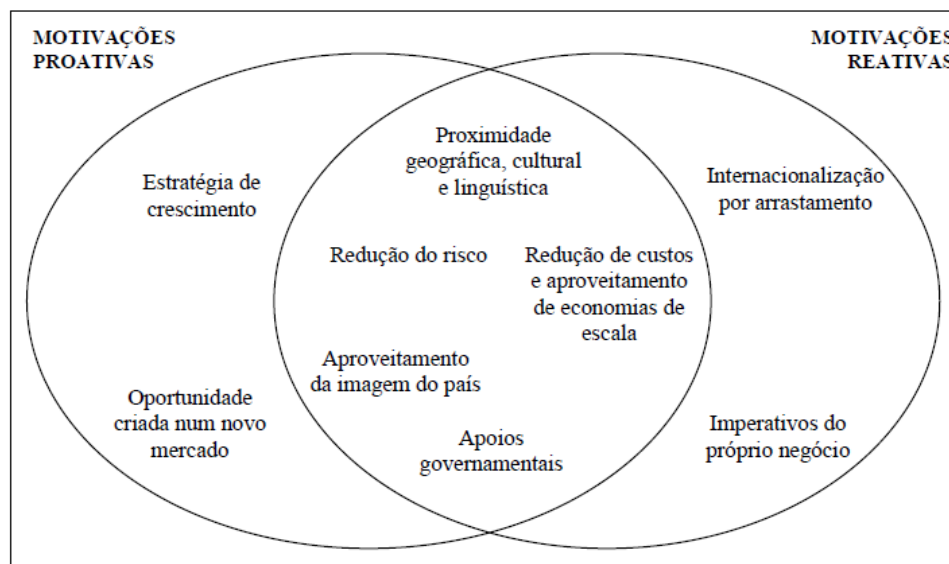 MOTIVAÇÕES
PROATIVAS
MOTIVAÇÕES
REATIVAS
Estratégia de
crescimento
Oportunidade
criada num novo
mercado
Proximidade
geográfica, cultural
e linguística
Redução do risco
Redução de custos
e aproveitamento
de economias de
escala
Aproveitamento
da imagem do país
Apoios
governamentais
Internacionalização
por arrastamento
Imperativos do
próprio negócio